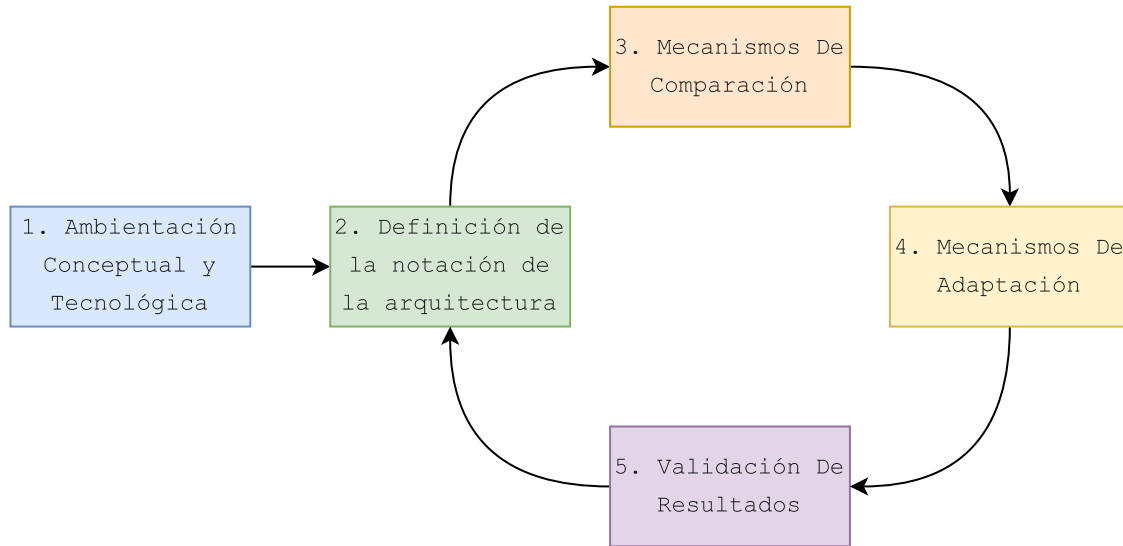 1. Ambientación
Conceptual y
Tecnológica
2. Definición de
la notación de
la arquitectura
3. Mecanismos De
Comparación
4. Mecanismos De
Adaptación
5. Validación De
Resultados